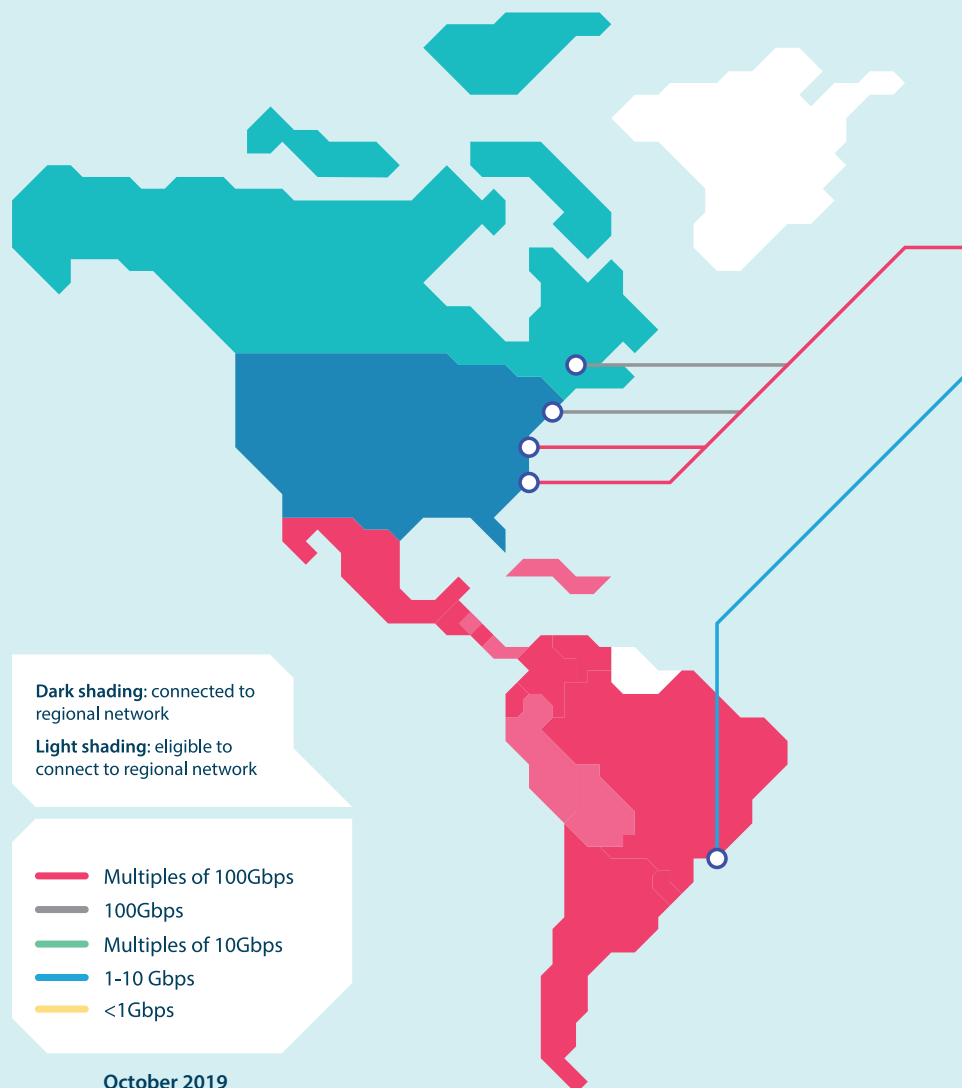 Dark shading: connected to
regional network
Light shading: eligible to
connect to regional network
Multiples of 100Gbps
100Gbps
Multiples of 10Gbps
1-10 Gbps
<1Gbps
October 2019